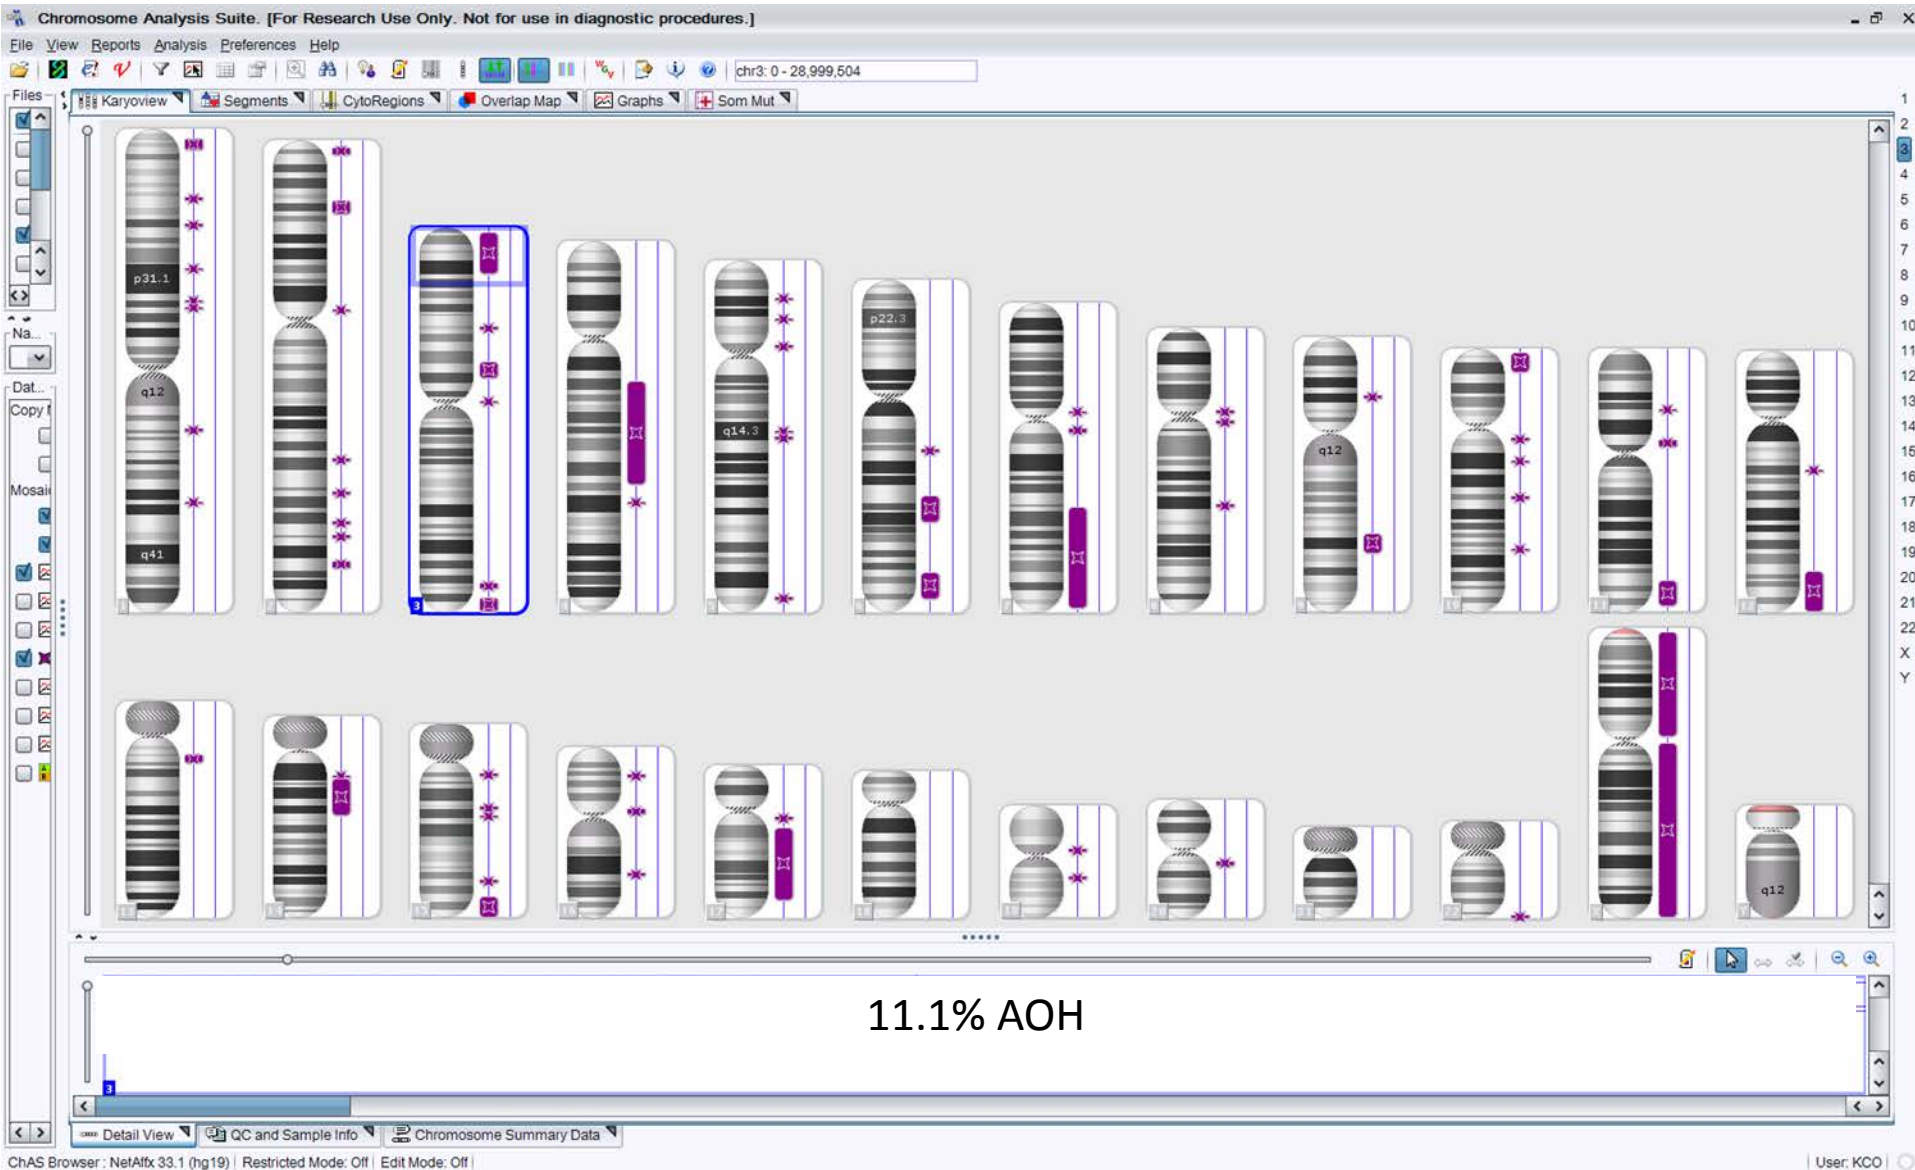 Chromosome Analysis Suite. [For Research Use Only. Not for use in diagnostic procedures.]
File View Reports Analysis Preferences Help
chr3: 0 - 28,999,504
Files
Karyoview Segments CytoRegions Overlap Map Graphs Som Mut
Na...
Dat...
Copy
Mosai
p31.1
q12
q41
3
q14.3
p22.3
q12
q12
1
2
3
4
5
6
7
8
9
10
11
12
13
14
15
16
17
18
19
20
21
22
X
Y
11.1% AOH
3
Detail View QC and Sample Info Chromosome Summary Data
ChAS Browser : NetAffx 33.1 (hg19) Restricted Mode: Off Edit Mode: Off User: KCO